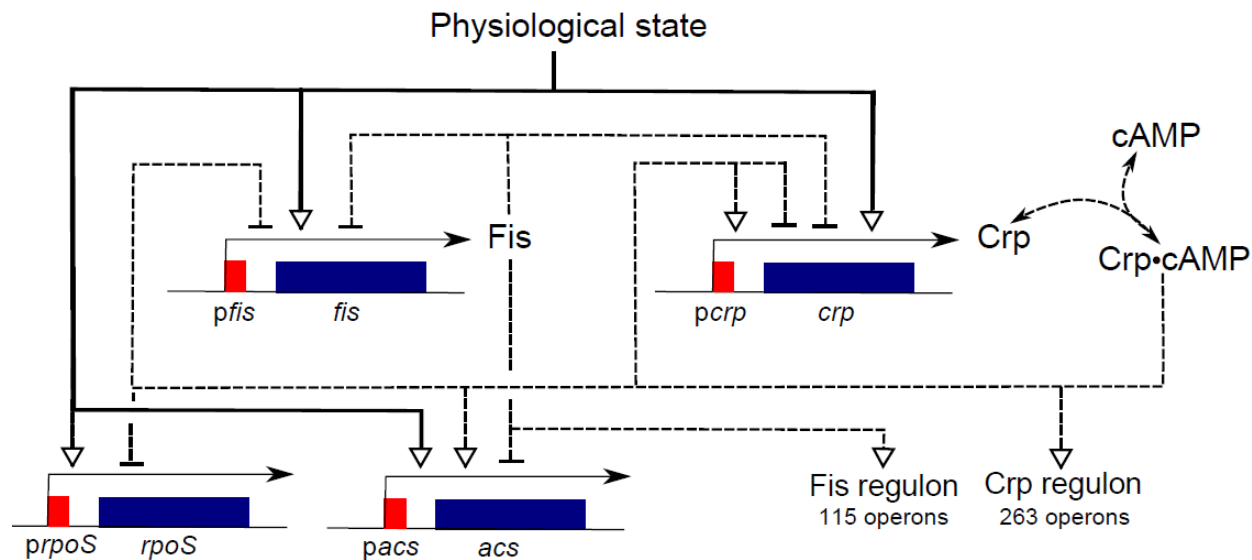 Physiological state
cAMP
Fis
Crp
Crp•cAMP
pfis fis
pcrp crp
Fis regulon
115 operons
Crp regulon
263 operons
prpoS rpoS
pacs acs